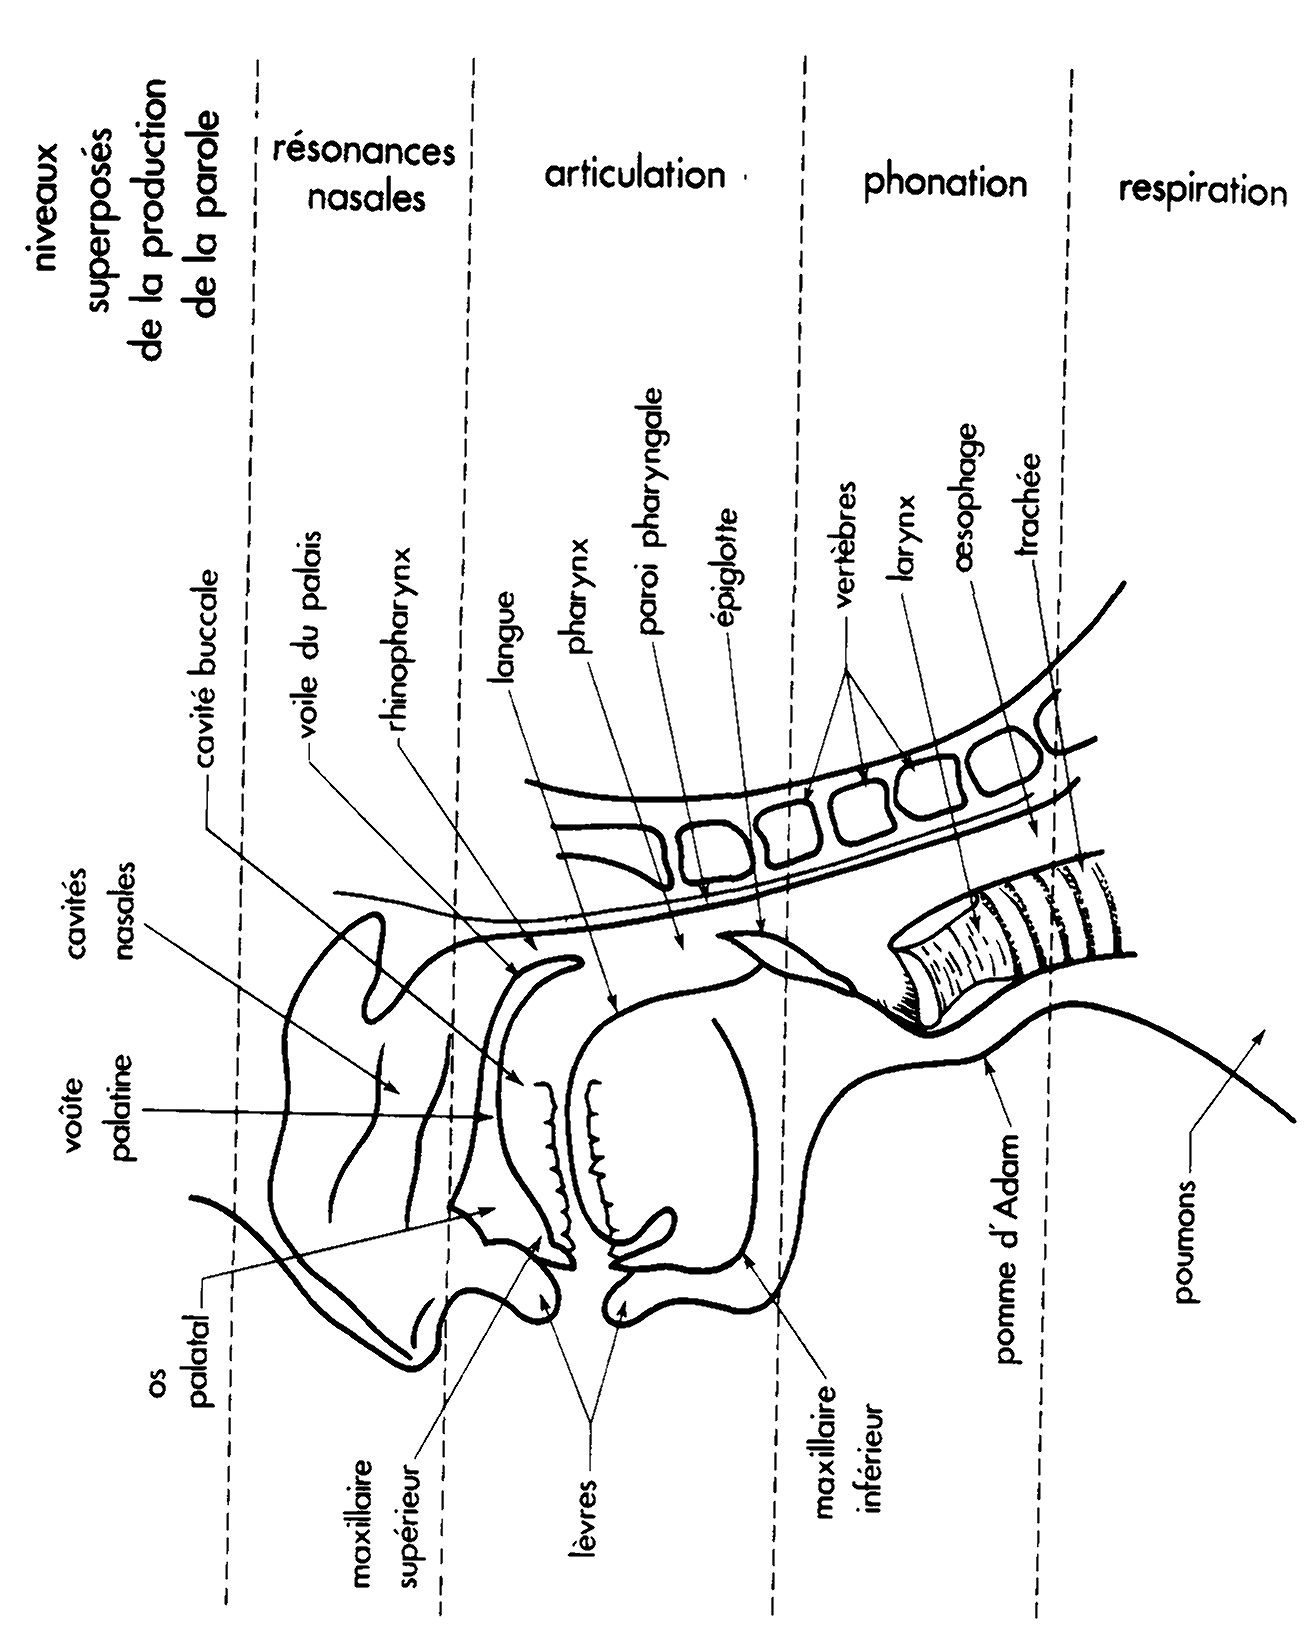 niveaux
superposés
de la production
de la parole
résonances
nasales
articulation
phonation
respiration
cavité buccale
voile du palais
rhinopharynx
langue
pharynx
paroi pharyngale
épiglotte
vertèbres
larynx
œsophage
trachée
cavités
nasales
voûte
palatine
os
palatal
maxillaire
supérieur
lèvres
maxillaire
inférieur
pomme d'Adam
poumons